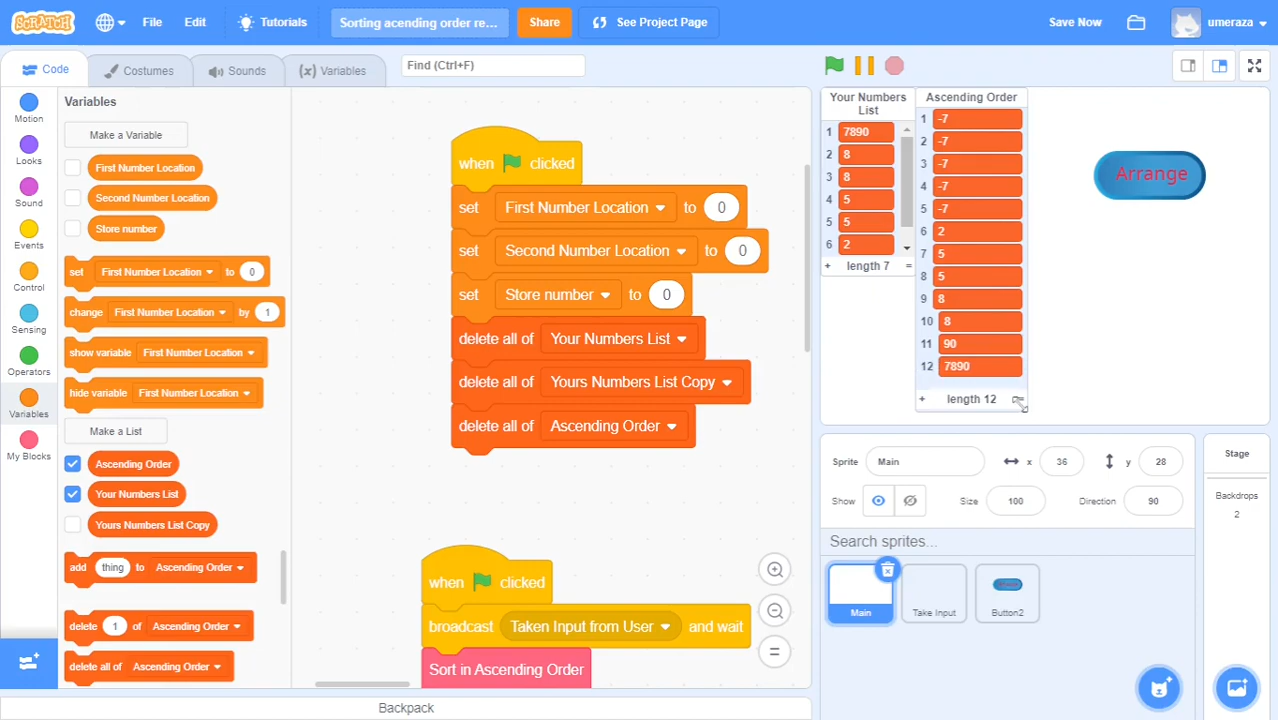 SCRATCH
File
Edit
Tutorials
Sorting acending order re...
Share
See Project Page
Save Now
umeraza
Code
Costumes
Sounds
(x) Variables
Find (Ctrl+F)
Motion
Looks
Sound
Events
Control
Sensing
Operators
Variables
My Blocks
Variables
Make a Variable
First Number Location
Second Number Location
Store number
set First Number Location to 0
change First Number Location by 1
show variable First Number Location
hide variable First Number Location
Make a List
Ascending Order
Your Numbers List
Yours Numbers List Copy
add thing to Ascending Order
delete 1 of Ascending Order
delete all of Ascending Order
when clicked
set First Number Location to 0
set Second Number Location to 0
set Store number to 0
delete all of Your Numbers List
delete all of Yours Numbers List Copy
delete all of Ascending Order
when clicked
broadcast Taken Input from User and wait
Sort in Ascending Order
Backpack
Your Numbers
List
1 7890
2 8
3 8
4 5
5 5
6 2
+ length 7 =
Ascending Order
1 -7
2 -7
3 -7
4 -7
5 -7
6 2
7 5
8 5
9 8
10 8
11 90
12 7890
+ length 12 =
Arrange
Sprite Main x 36 y 28
Show Size 100 Direction 90
Search sprites...
Main
Take Input
Button2
Stage
Backdrops
2